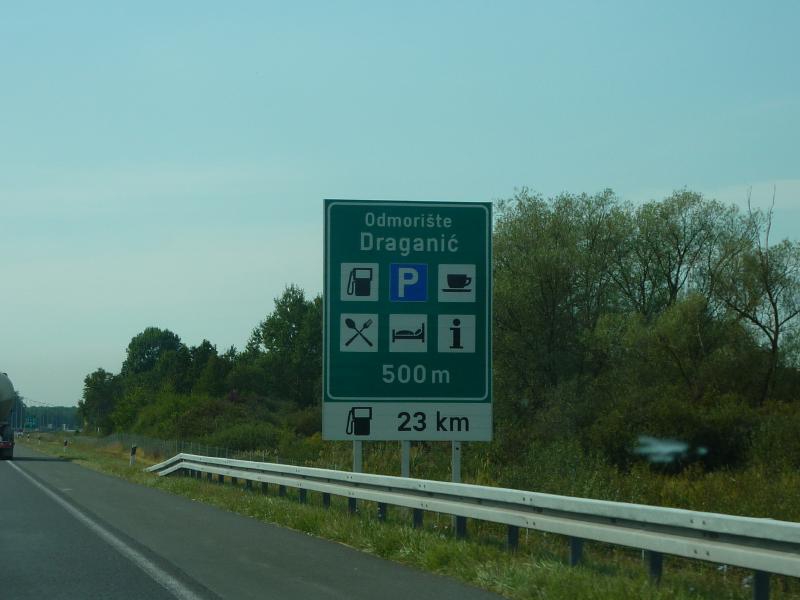 Odmorište
Draganić
P
i
500 m
23 km